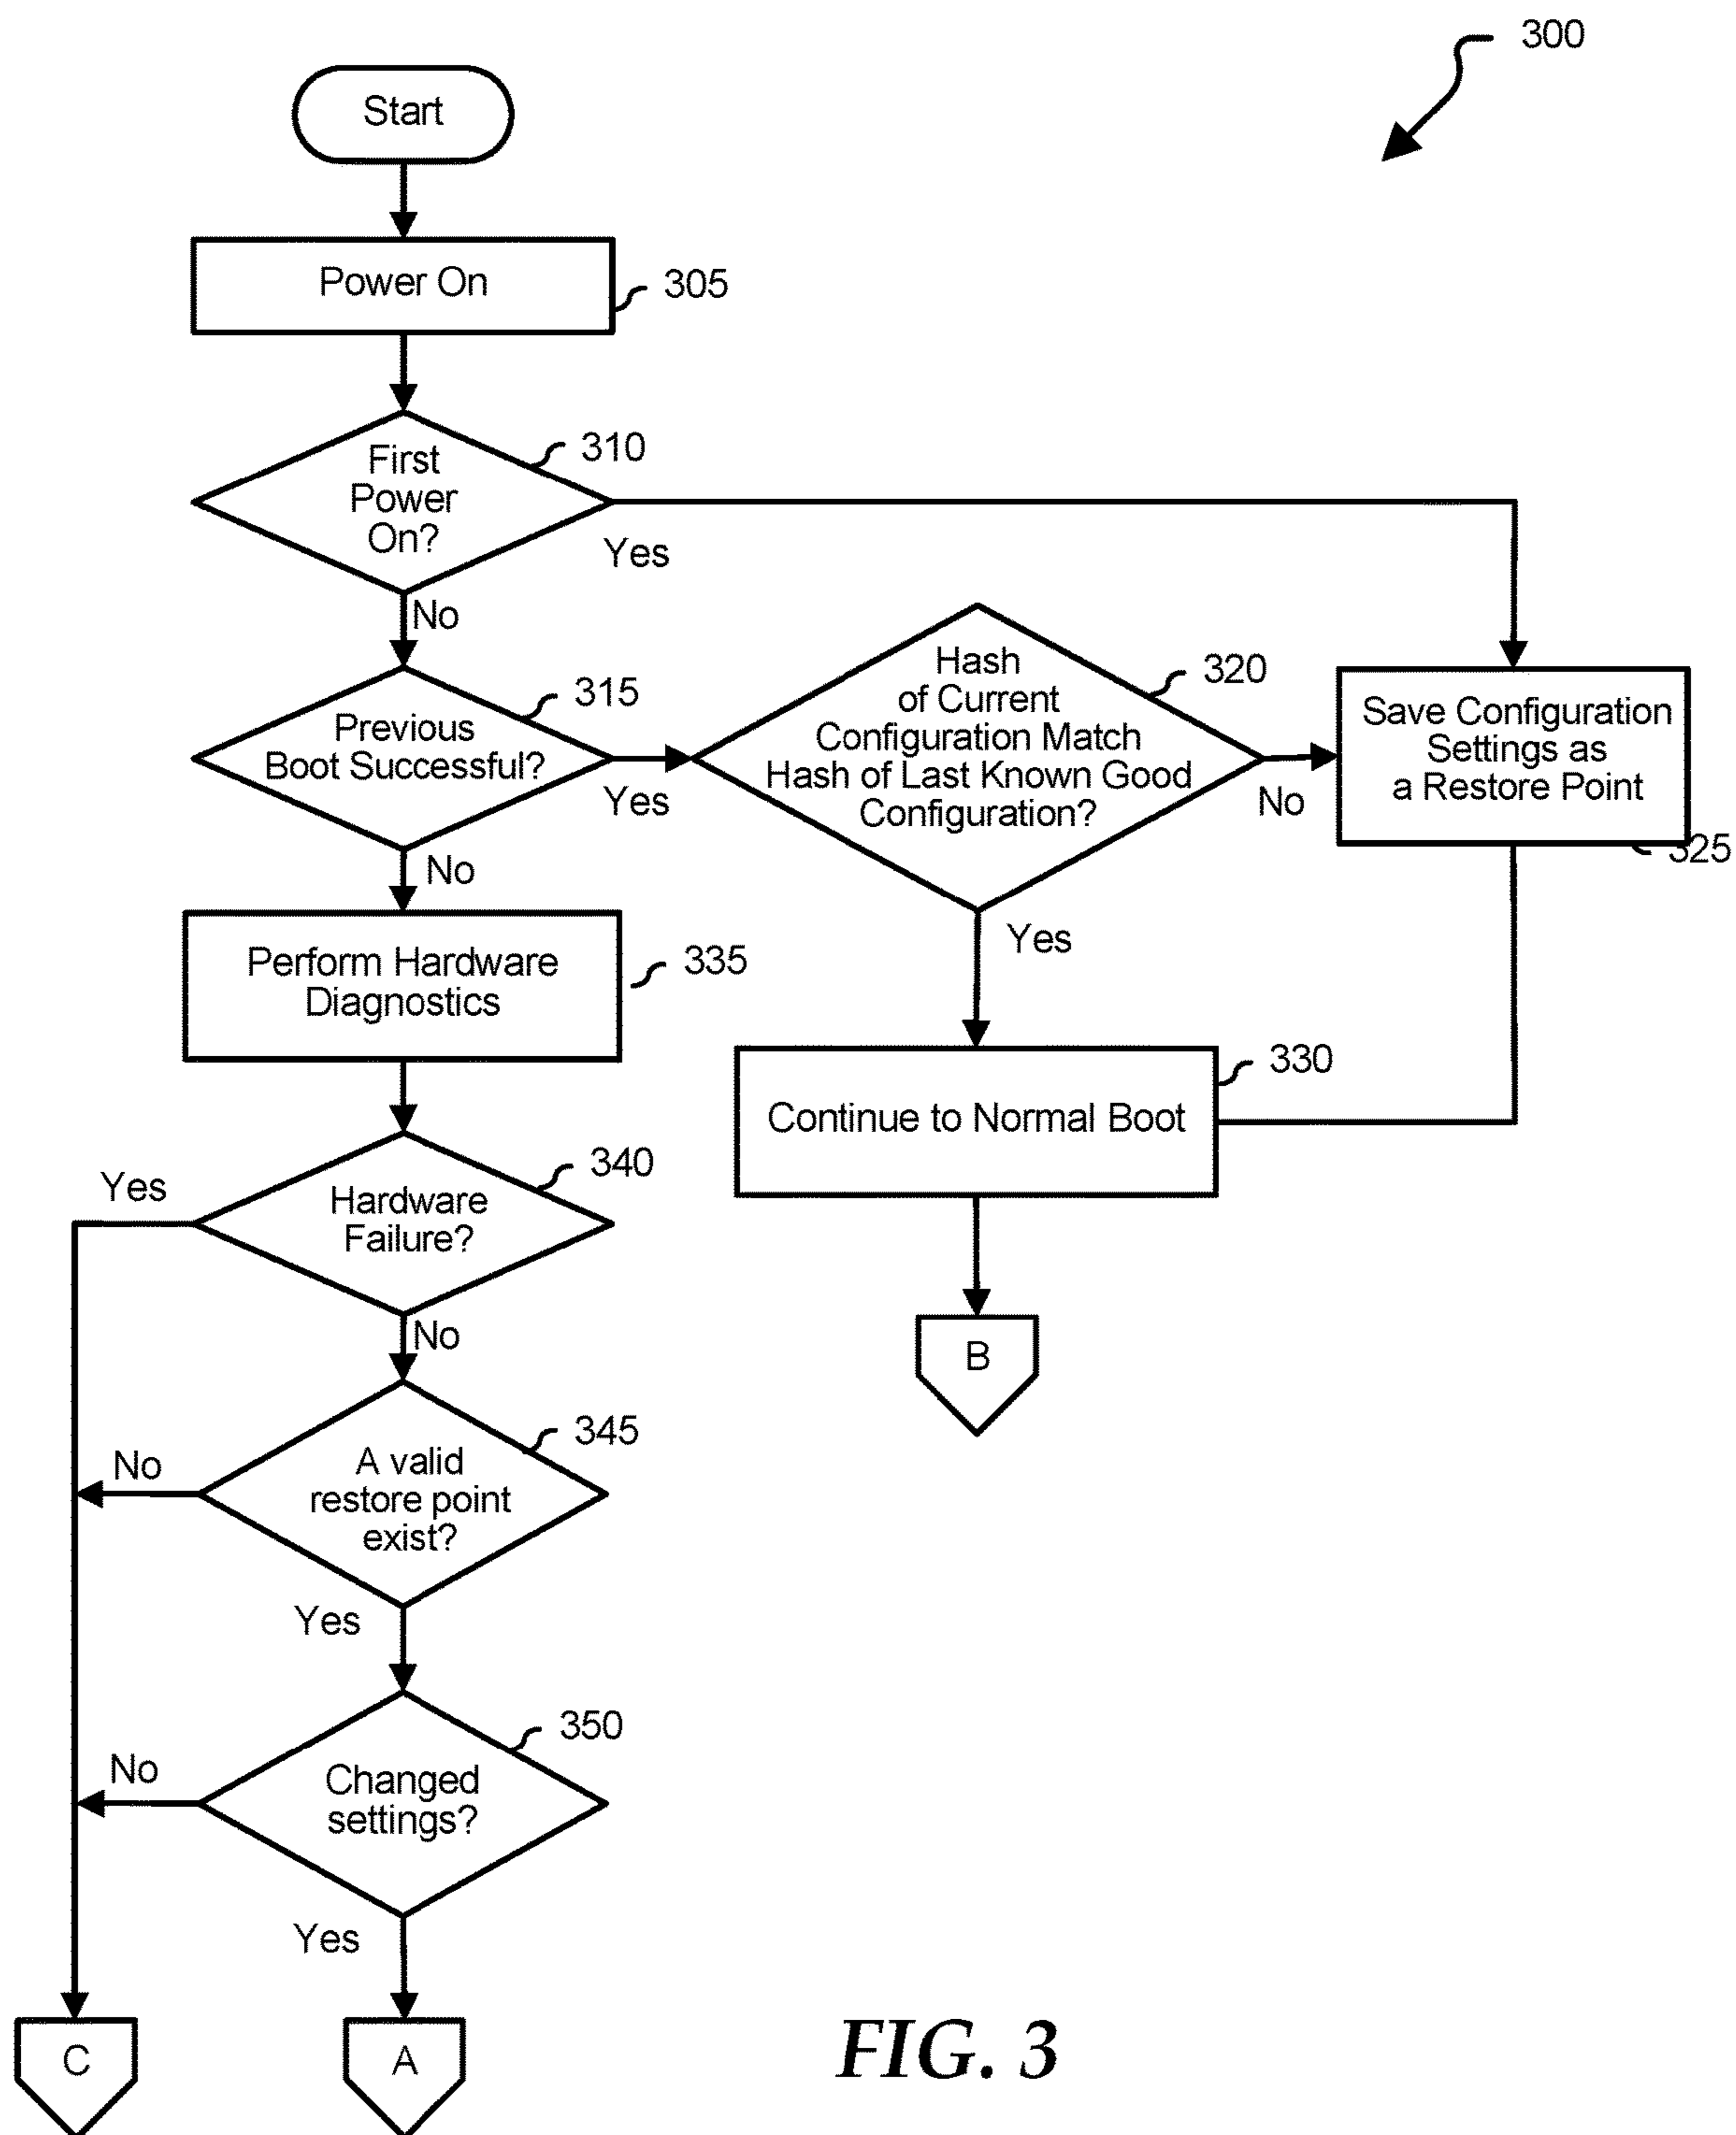 300
Start
Power On
305
First
Power
On?
310
Yes
No
Previous
Boot Successful?
315
Yes
No
Hash
of Current
Configuration Match
Hash of Last Known Good
Configuration?
320
No
Yes
Save Configuration
Settings as
a Restore Point
325
Perform Hardware
Diagnostics
335
Continue to Normal Boot
330
Hardware
Failure?
340
Yes
No
B
A valid
restore point
exist?
345
No
Yes
Changed
settings?
350
No
Yes
C
A
FIG. 3